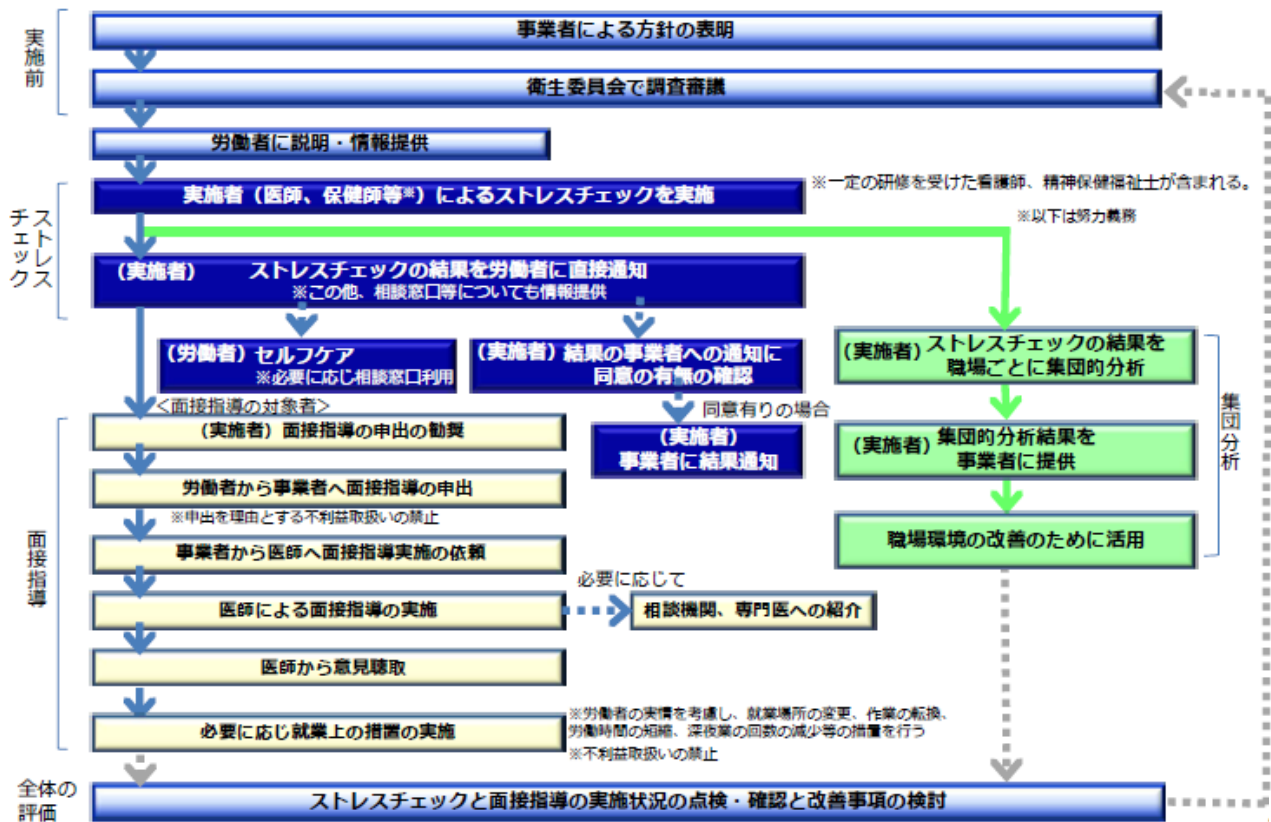 実施前
事業者による方針の表明
衛生委員会で調査審議
労働者に説明・情報提供
ストレス
チェック
実施者（医師、保健師等※）によるストレスチェックを実施
※一定の研修を受けた看護師、精神保健福祉士が含まれる。
※以下は努力義務
（実施者） ストレスチェックの結果を労働者に直接通知
※この他、相談窓口等についても情報提供
（労働者）セルフケア
※必要に応じ相談窓口利用
（実施者）結果の事業者への通知に
同意の有無の確認
同意有りの場合
（実施者）
事業者に結果通知
集団分析
（実施者）ストレスチェックの結果を
職場ごとに集団的分析
（実施者）集団的分析結果を
事業者に提供
職場環境の改善のために活用
面接指導
＜面接指導の対象者＞
（実施者）面接指導の申出の勧奨
労働者から事業者へ面接指導の申出
※申出を理由とする不利益取扱いの禁止
事業者から医師へ面接指導実施の依頼
医師による面接指導の実施
必要に応じて
相談機関、専門医への紹介
医師から意見聴取
必要に応じ就業上の措置の実施
※労働者の実情を考慮し、就業場所の変更、作業の転換、
労働時間の短縮、深夜業の回数の減少等の措置を行う
※不利益取扱いの禁止
全体の
評価
ストレスチェックと面接指導の実施状況の点検・確認と改善事項の検討